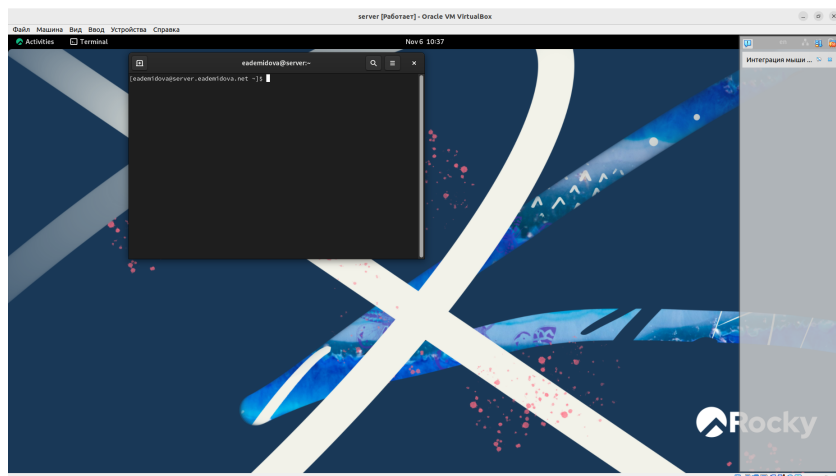 server [Работает] - Oracle VM VirtualBox
Файл Машина Вид Ввод Устройства Справка
Activities Terminal Nov 6 10:37
eademidova@server:~
[eademidova@server.eademidova.net ~]$
Интеграция мыши ...
Rocky